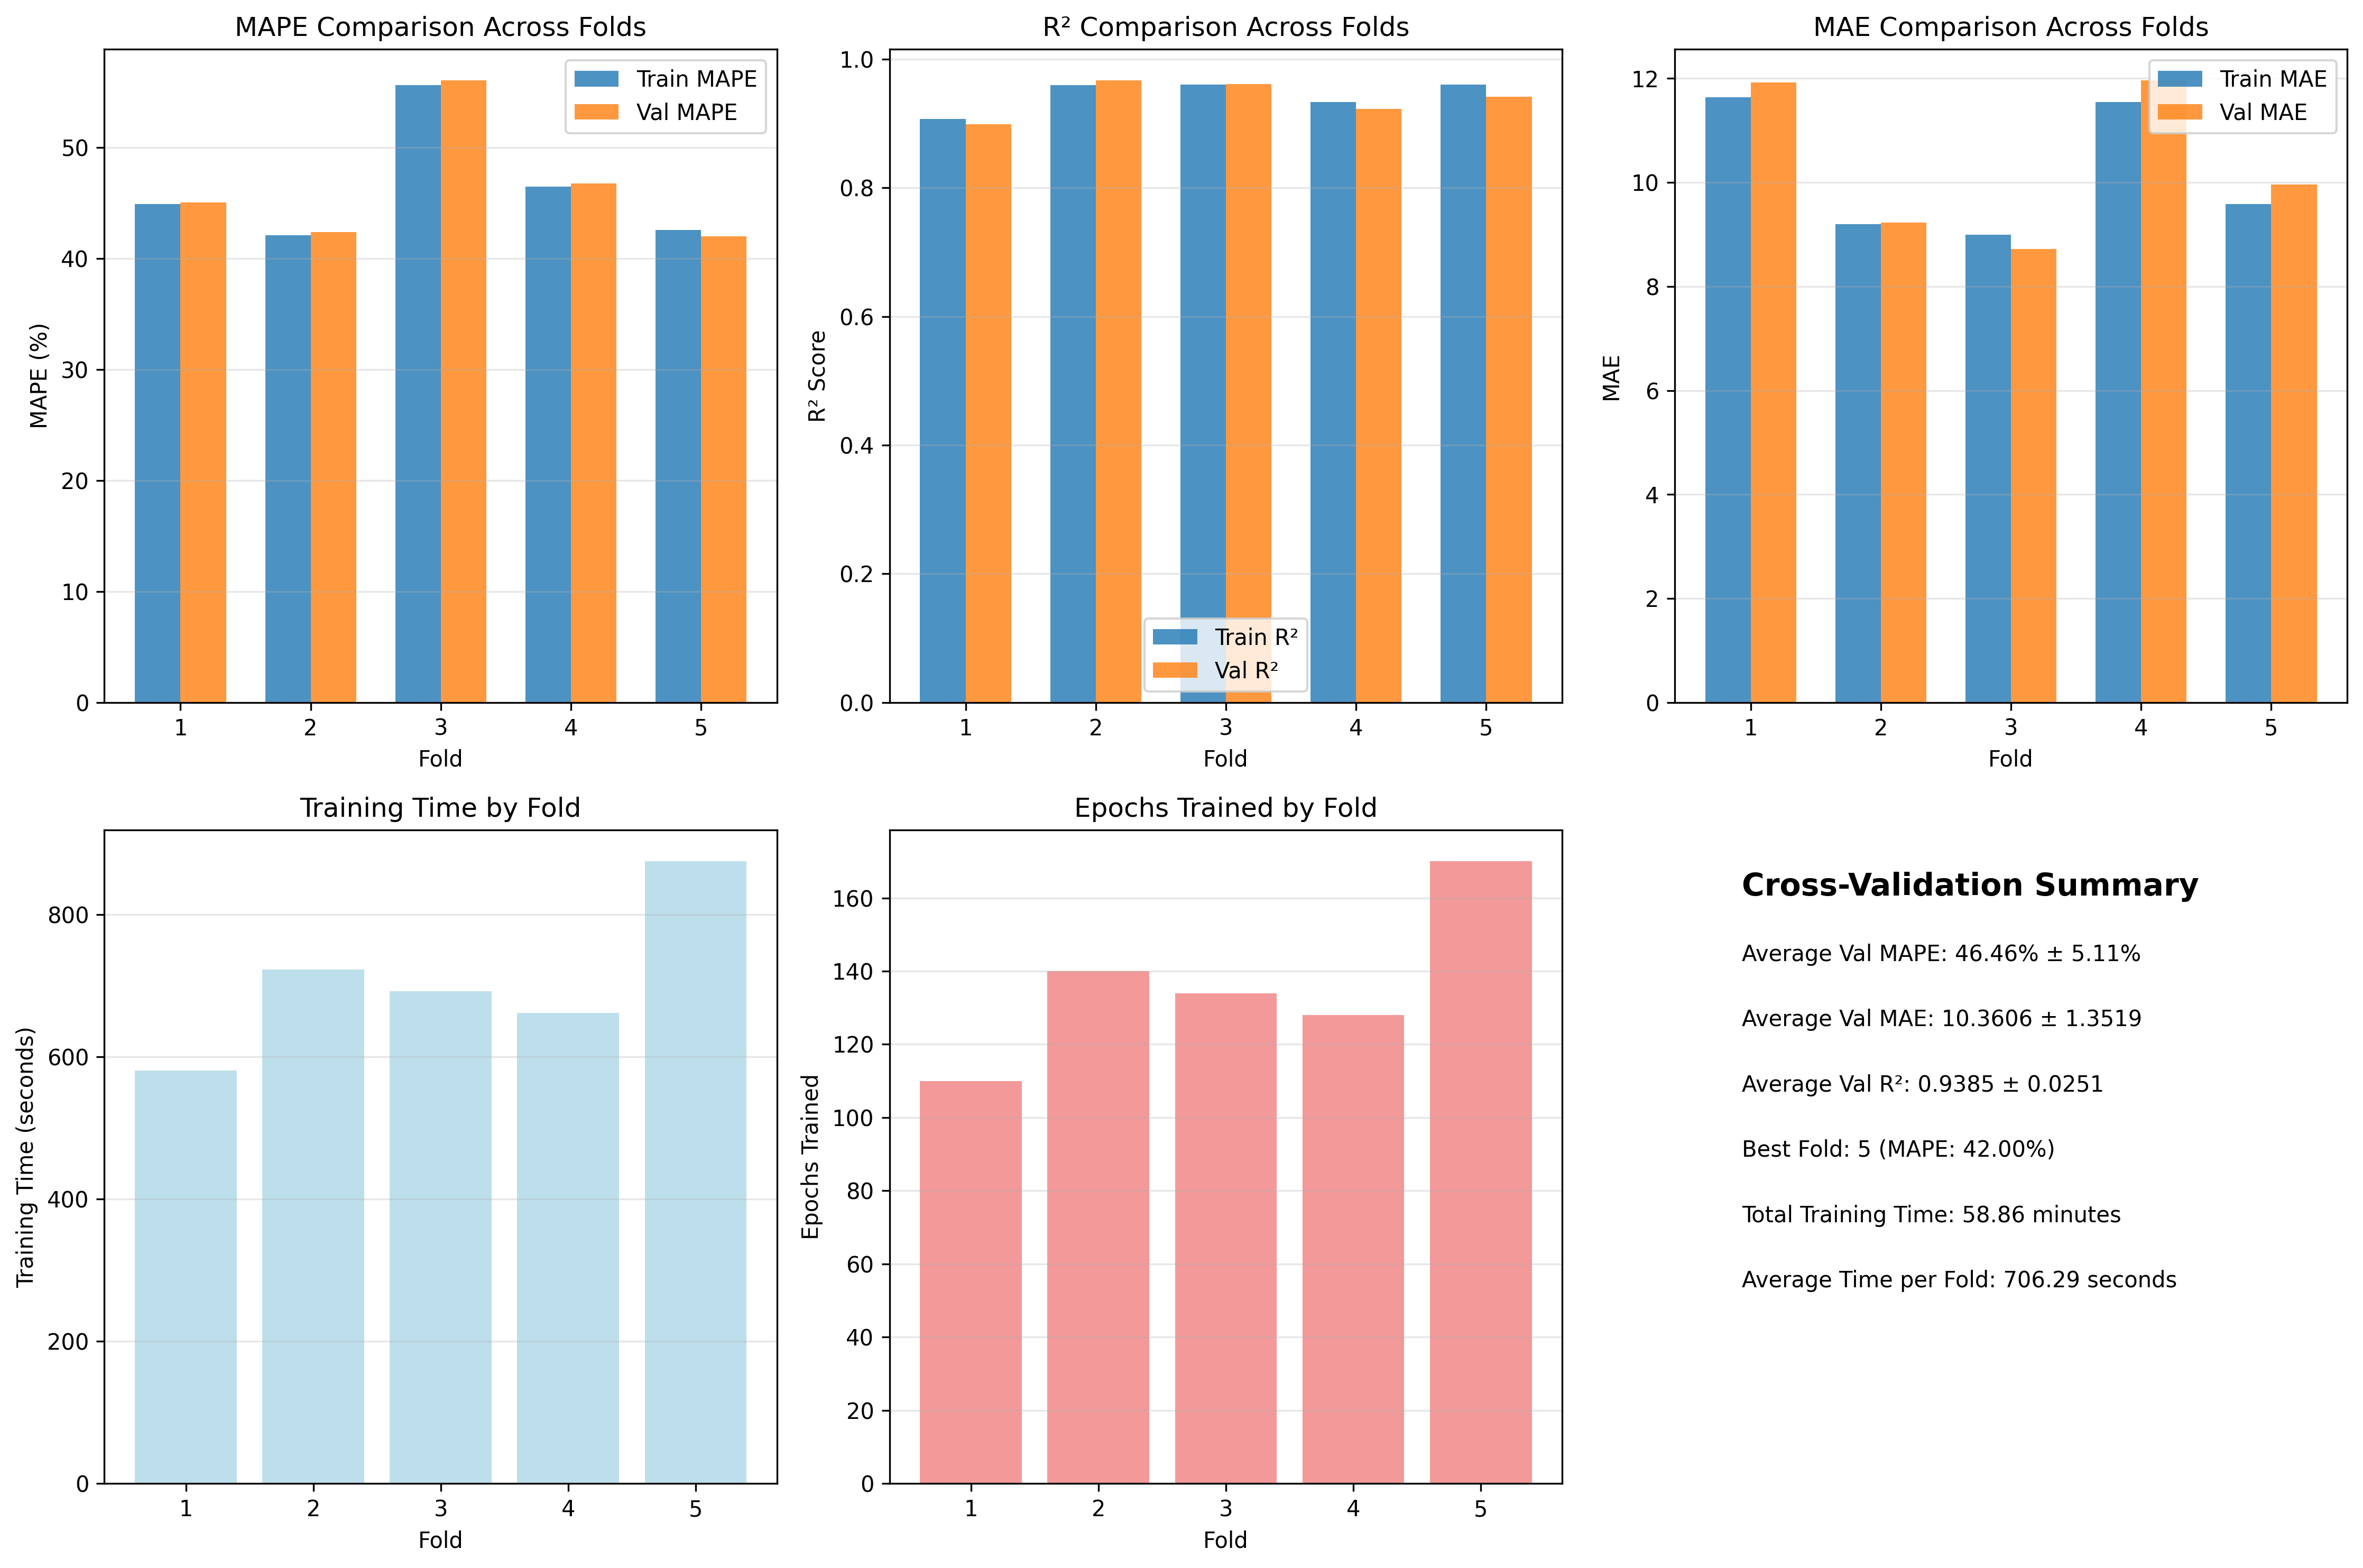 MAPE Comparison Across Folds
MAPE (%)
50
40
30
20
10
0
Train MAPE
Val MAPE
1 2 3 4 5
Fold
R² Comparison Across Folds
R² Score
1.0
0.8
0.6
0.4
0.2
0.0
Train R²
Val R²
1 2 3 4 5
Fold
MAE Comparison Across Folds
MAE
12
10
8
6
4
2
0
Train MAE
Val MAE
1 2 3 4 5
Fold
Training Time by Fold
Training Time (seconds)
800
600
400
200
0
1 2 3 4 5
Fold
Epochs Trained by Fold
Epochs Trained
160
140
120
100
80
60
40
20
0
1 2 3 4 5
Fold
Cross-Validation Summary
Average Val MAPE: 46.46% ± 5.11%
Average Val MAE: 10.3606 ± 1.3519
Average Val R²: 0.9385 ± 0.0251
Best Fold: 5 (MAPE: 42.00%)
Total Training Time: 58.86 minutes
Average Time per Fold: 706.29 seconds